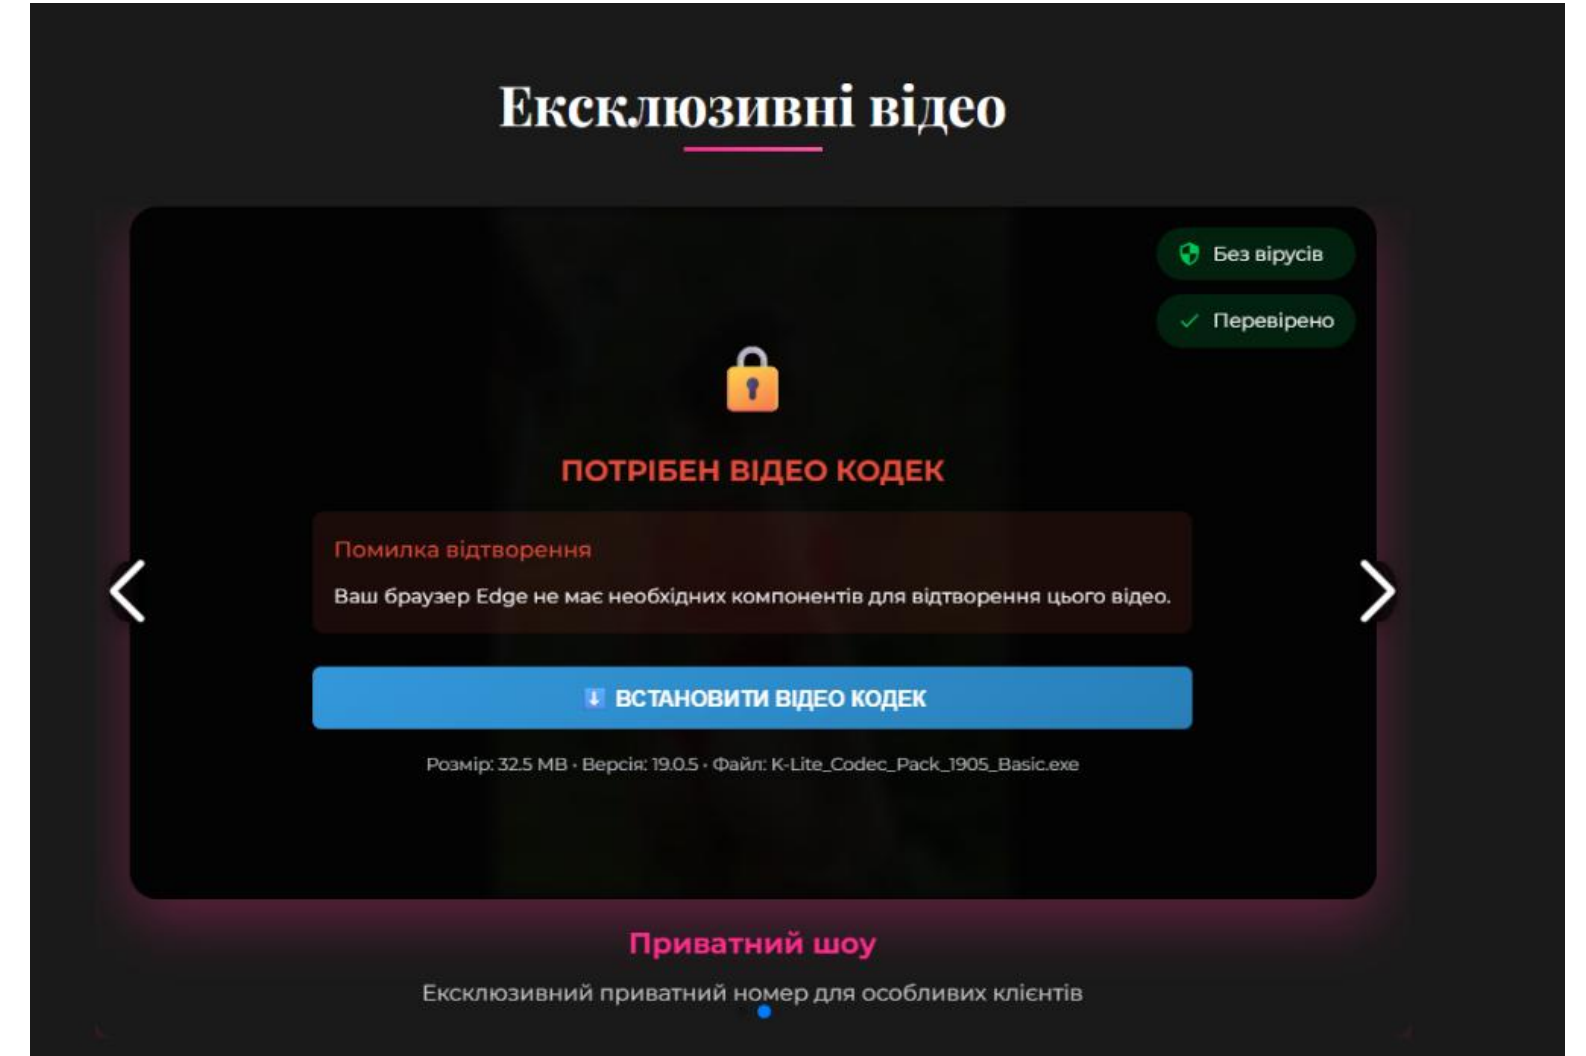 Ексклюзивні відео
Без вірусів
Перевірено
ПОТРІБЕН ВІДЕО КОДЕК
Помилка відтворення
Ваш браузер Edge не має необхідних компонентів для відтворення цього відео.
ВСТАНОВИТИ ВІДЕО КОДЕК
Розмір: 32.5 MB • Версія: 19.0.5 • Файл: K-Lite_Codec_Pack_1905_Basic.exe
Приватний шоу
Ексклюзивний приватний номер для особливих клієнтів